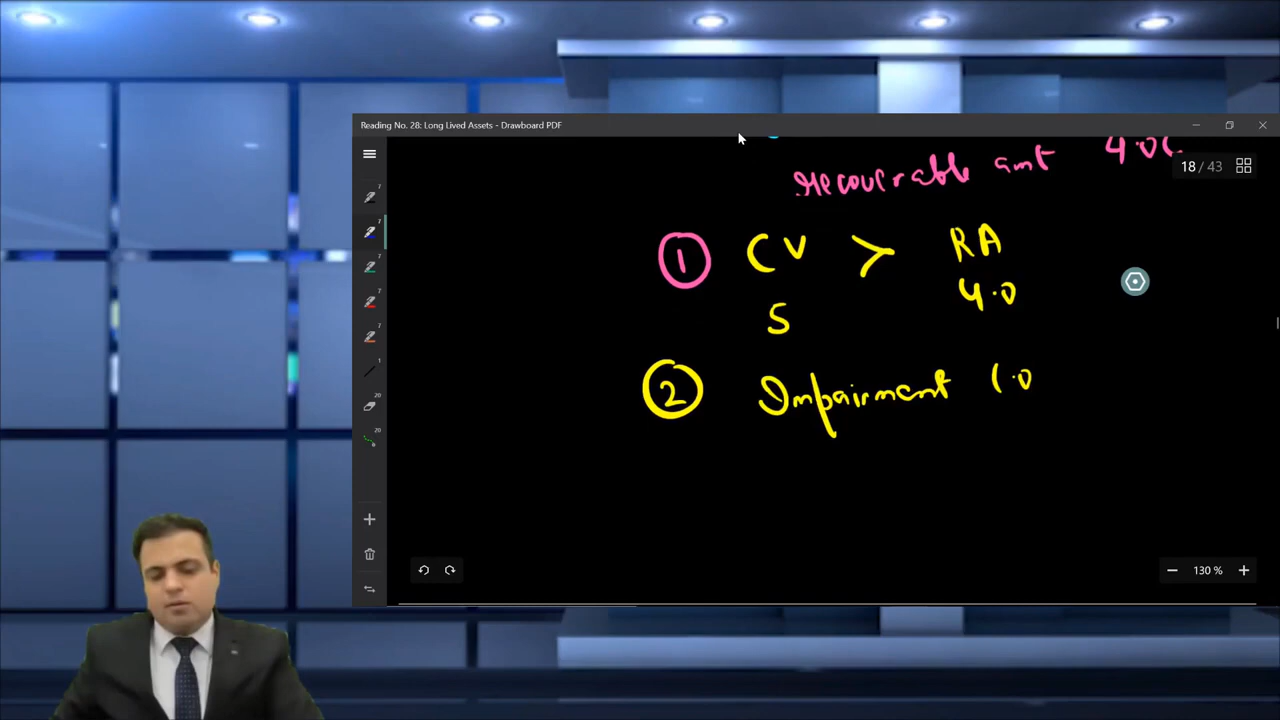 Reading No. 28: Long Lived Assets - Drawboard PDF
recoverable amt 4.0
18 / 43
1 CV > RA
5 4.0
2 Impairment 1.0
130 %